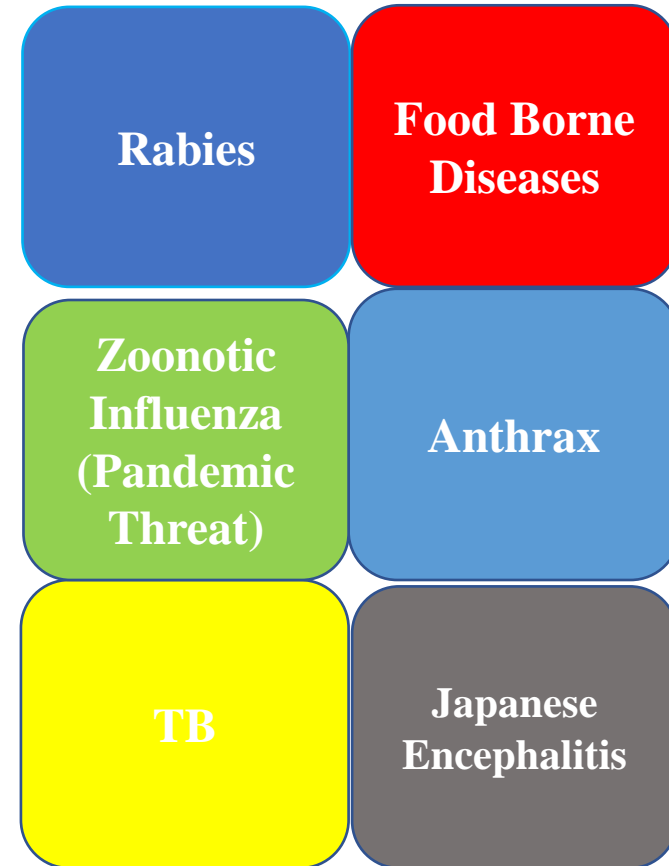 Rabies
Food Borne
Diseases
Zoonotic
Influenza
(Pandemic
Threat)
Anthrax
TB
Japanese
Encephalitis